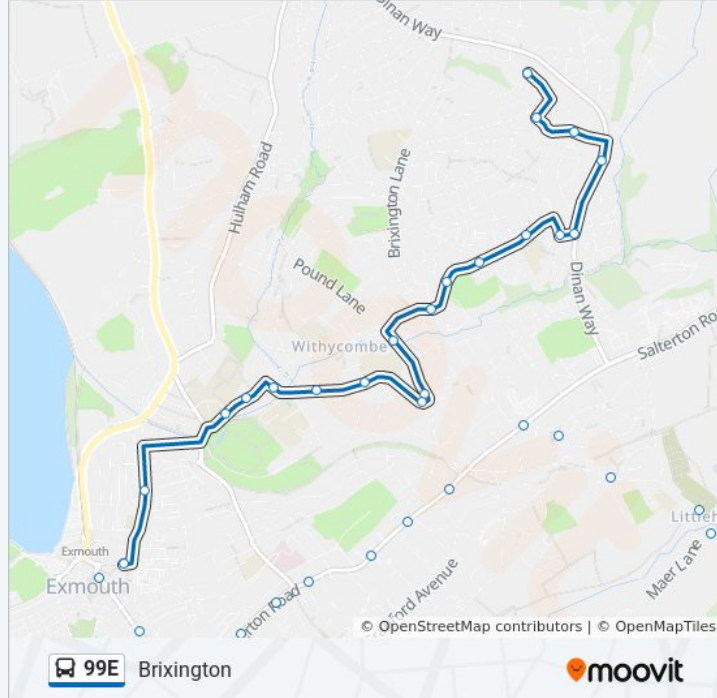 Dinan Way
Hulham Road
Brixington Lane
Pound Lane
Dinan Way
Withycombe
Salterton Ro
Littleh
Exmouth
Exmouth
Maer Lane
rton Road
ford Avenue
© OpenStreetMap contributors | © OpenMapTiles
99E Brixington
moovit